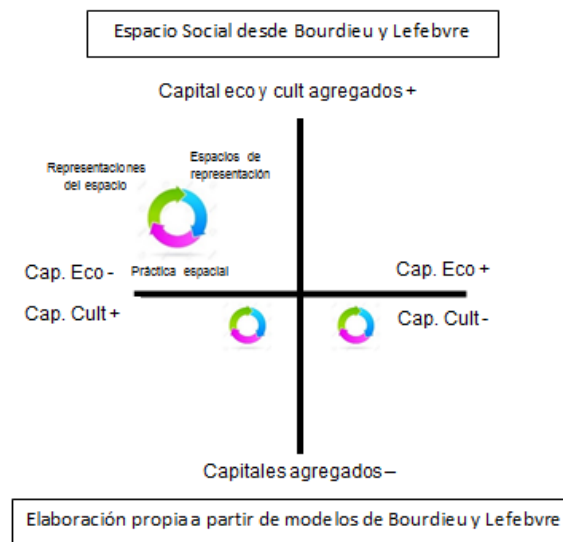 Espacio Social desde Bourdieu y Lefebvre
Capital eco y cult agregados +
Representaciones
del espacio
Espacios de
representación
Práctica espacial
Cap. Eco -
Cap. Cult +
Cap. Eco +
Cap. Cult -
Capitales agregados –
Elaboración propia a partir de modelos de Bourdieu y Lefebvre